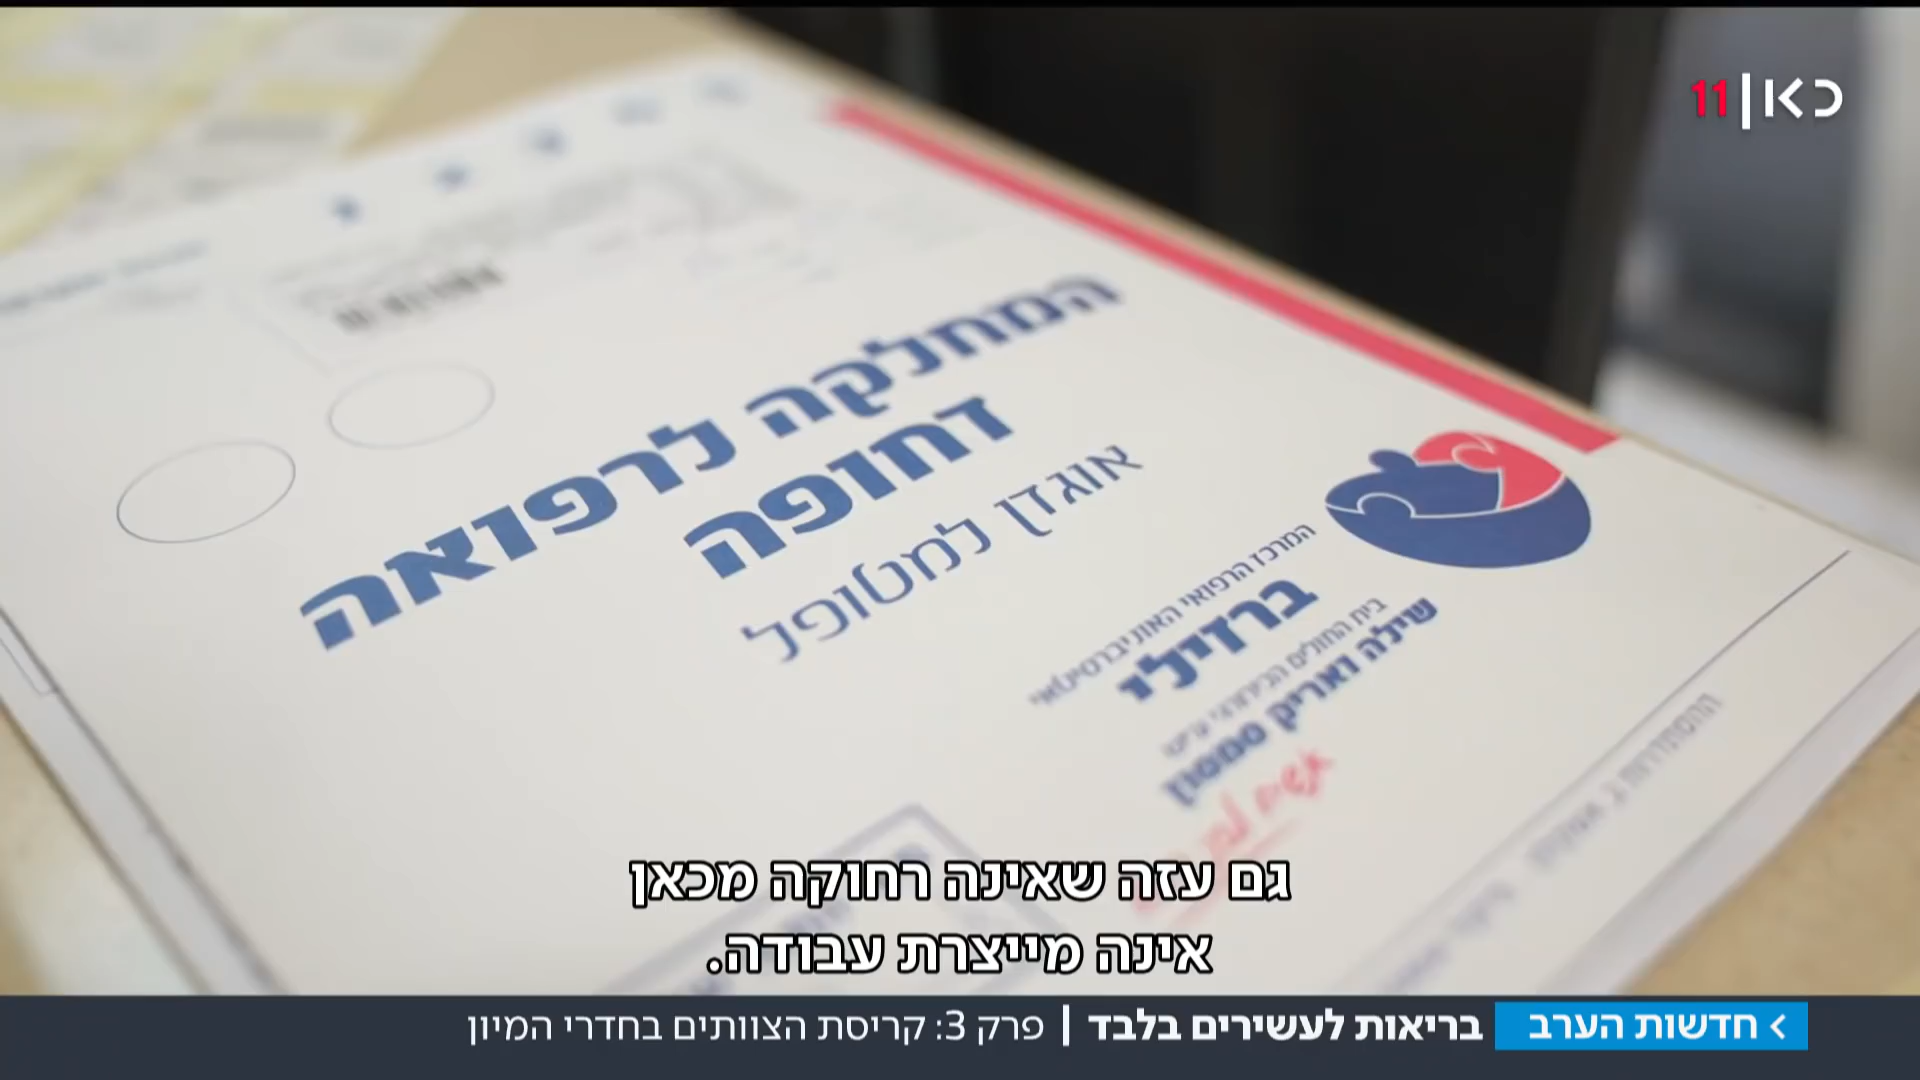 כאן 11
המחלקה לרפואה
דחופה
אוגדן למטופל
המרכז הרפואי האוניברסיטאי
ברזילי
בית החולים הכירורגי ע״ש
שילה ואריק סמסון
גם עזה שאינה רחוקה מכאן
אינה מייצרת עבודה.
חדשות הערב
בריאות לעשירים בלבד | פרק 3: קריסת הצוותים בחדרי המיון